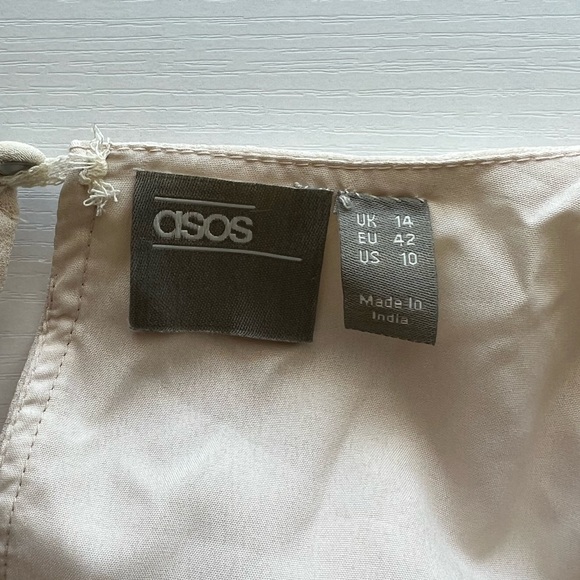 asos
UK 14
EU 42
US 10
Made In
India